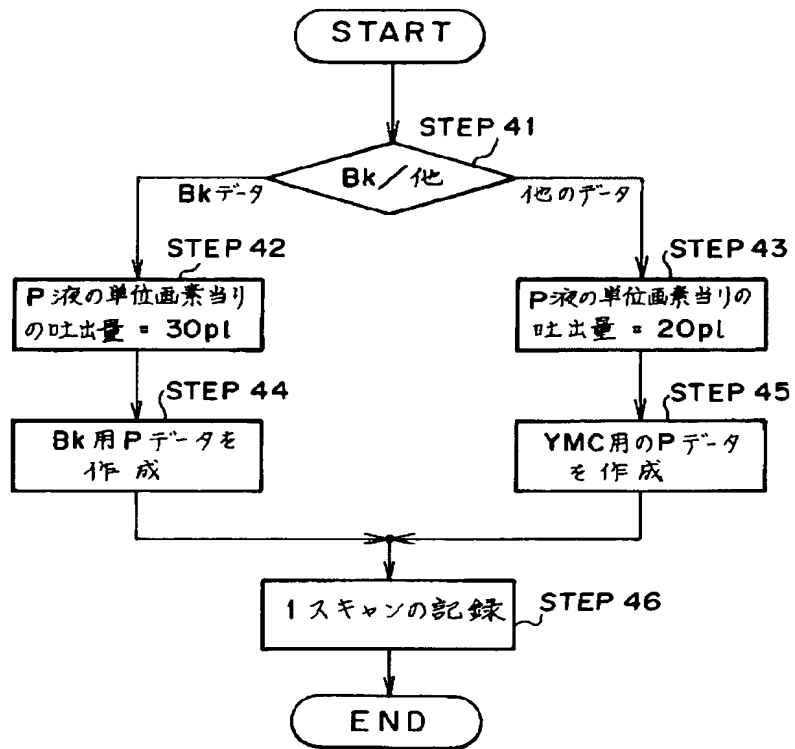 START
STEP 41
Bk/他
Bkデータ
他のデータ
STEP 42
P液の単位画素当り
の吐出量 = 30pl
STEP 43
P液の単位画素当りの
吐出量 = 20pl
STEP 44
Bk用Pデータを
作成
STEP 45
YMC用のPデータ
を作成
1スキャンの記録
STEP 46
END